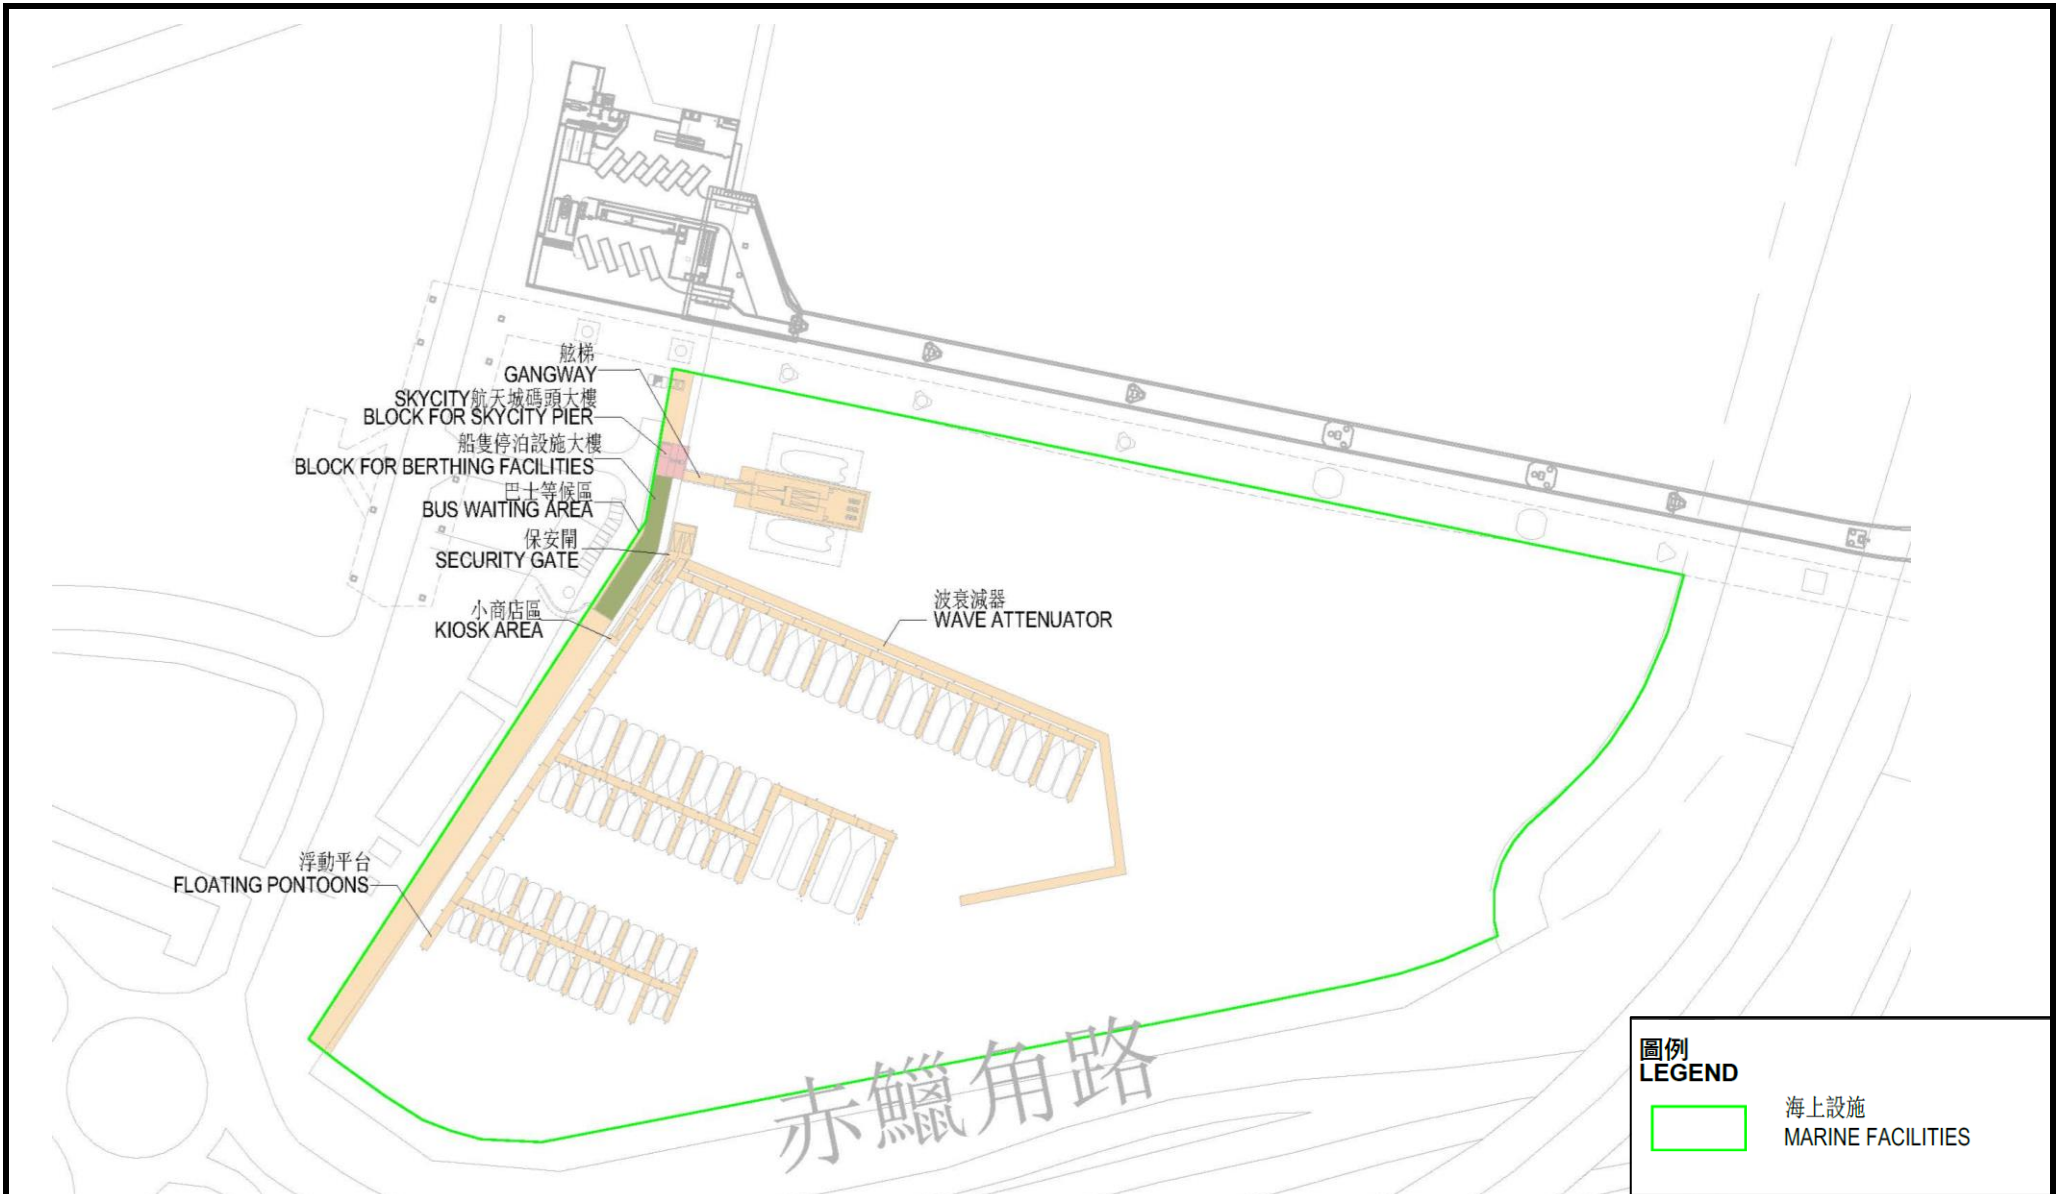 舷梯
GANGWAY
SKYCITY航天城碼頭大樓
BLOCK FOR SKYCITY PIER
船隻停泊設施大樓
BLOCK FOR BERTHING FACILITIES
巴士等候區
BUS WAITING AREA
保安閘
SECURITY GATE
小商店區
KIOSK AREA
波衰減器
WAVE ATTENUATOR
浮動平台
FLOATING PONTOONS
赤鱲角路
圖例
LEGEND
海上設施
MARINE FACILITIES